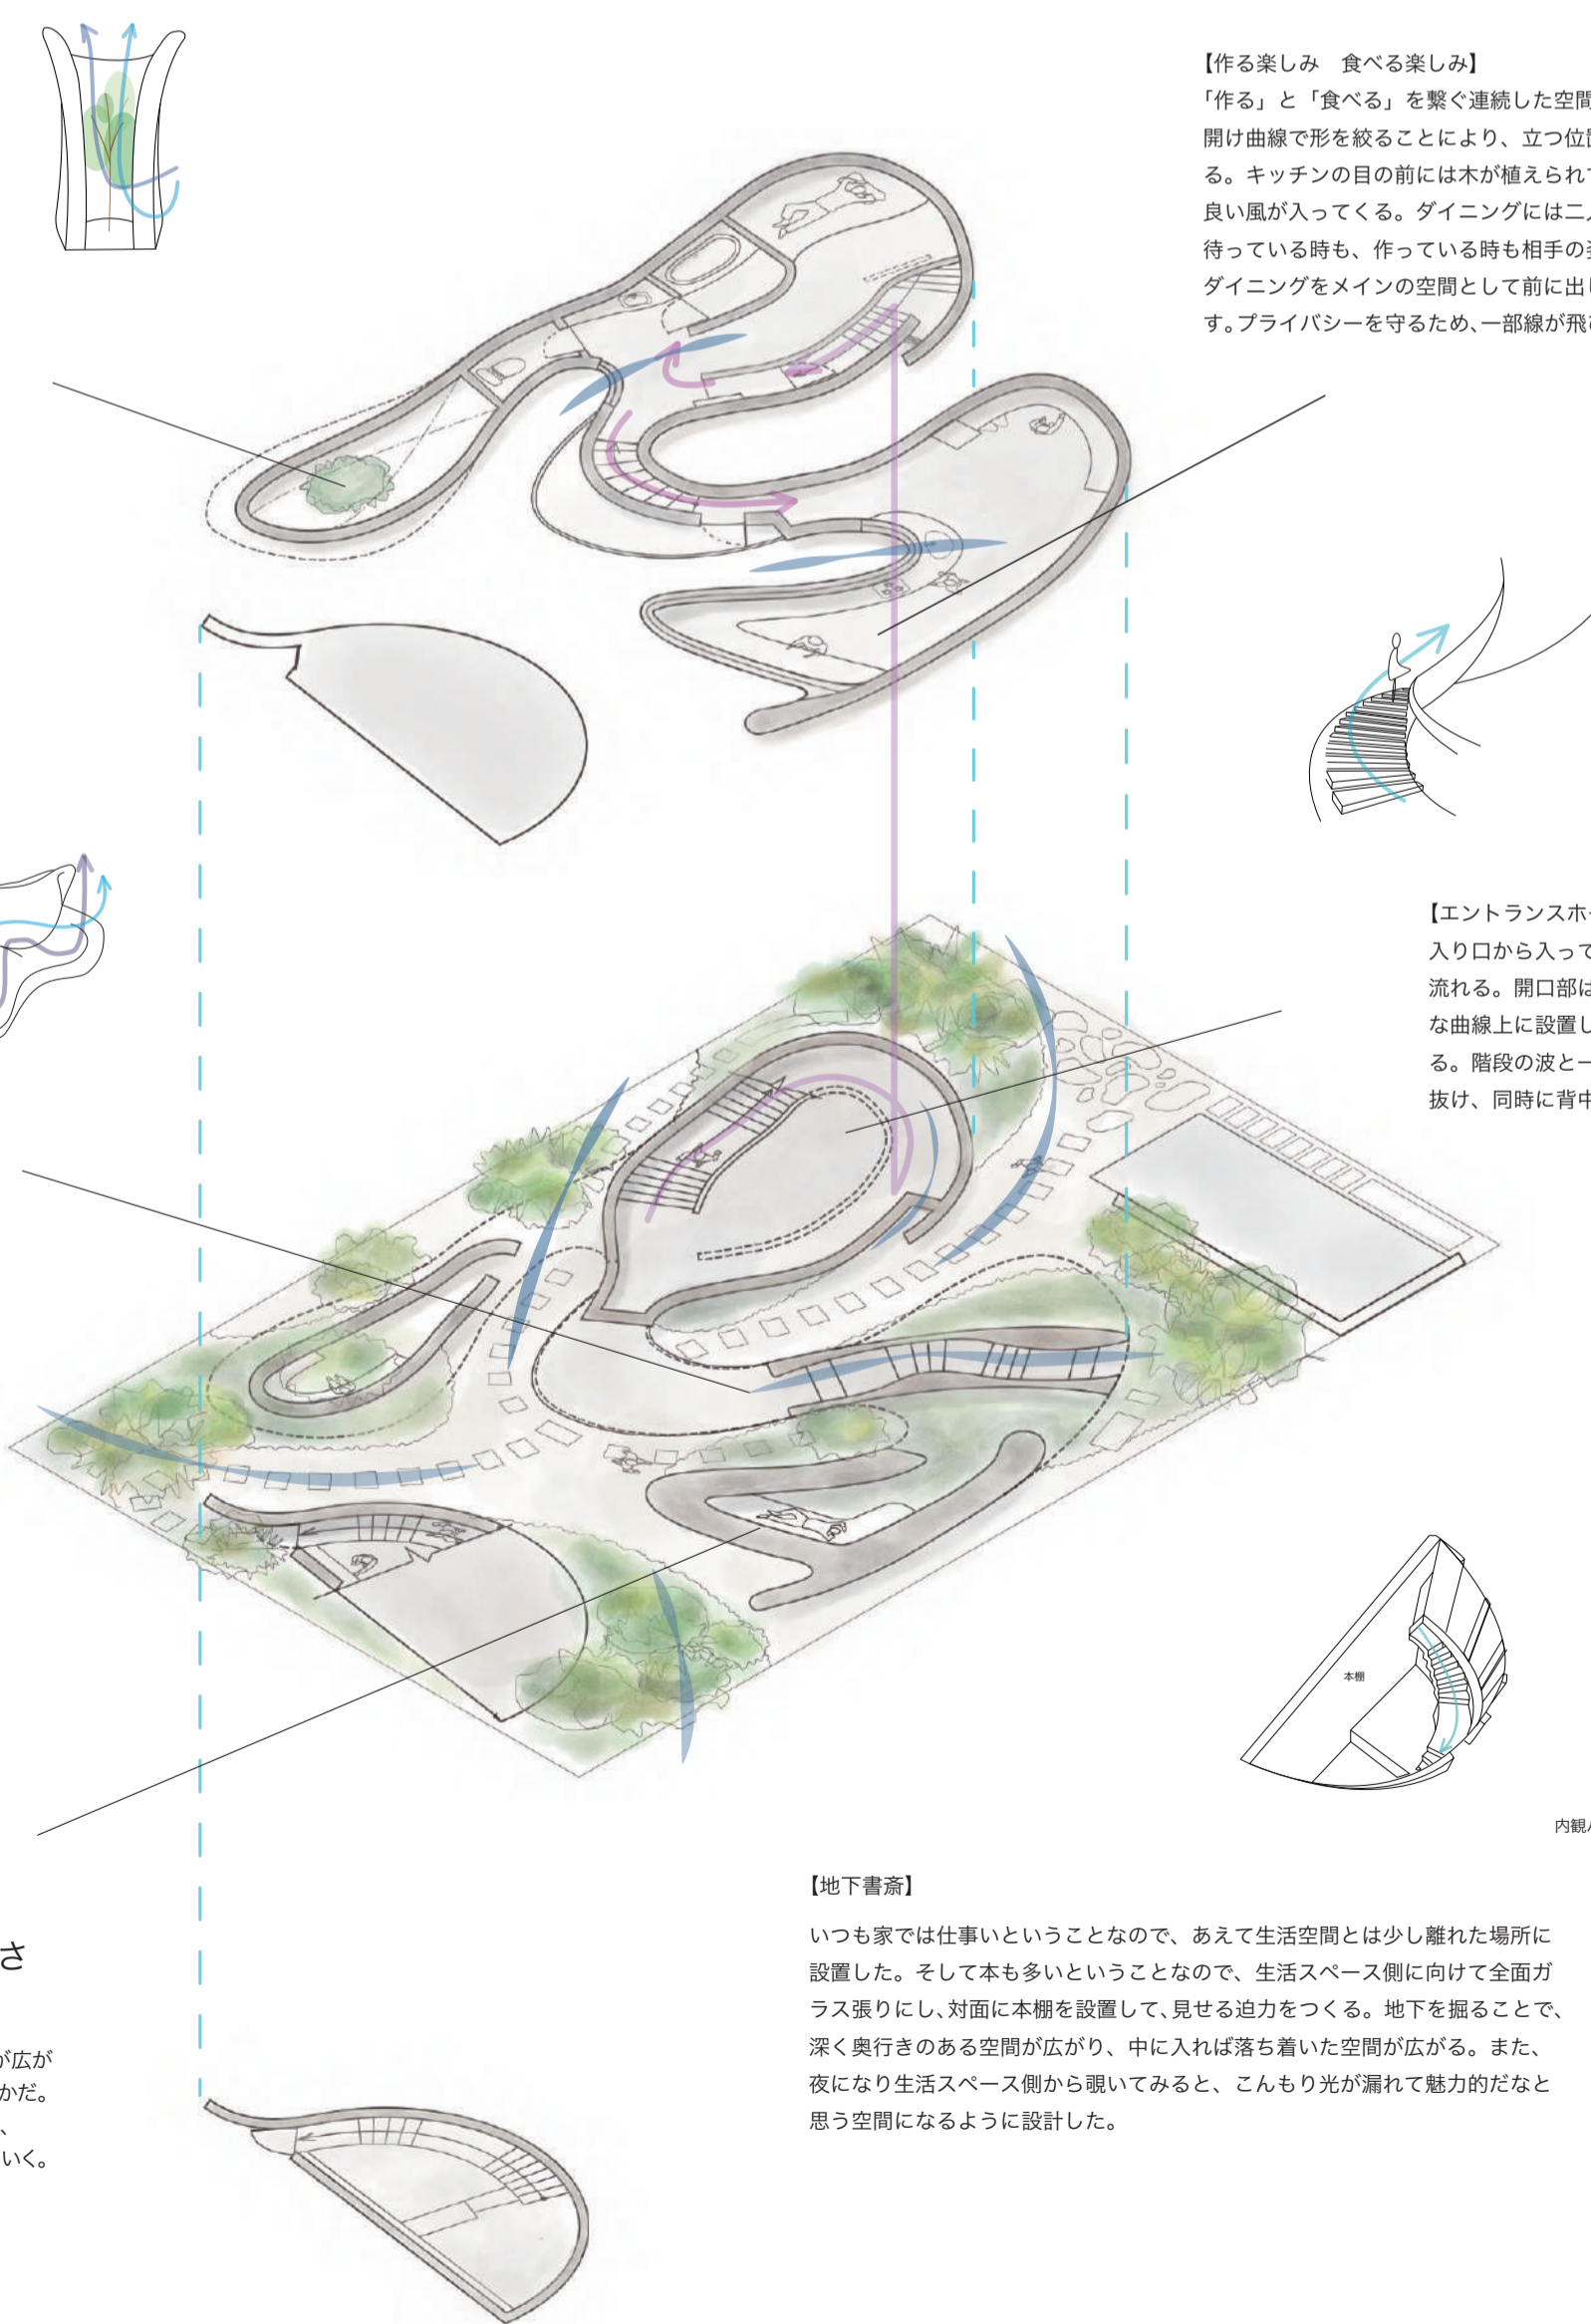 【作る楽しみ　食べる楽しみ】
「作る」と「食べる」を繋ぐ連続した空間
開け曲線で形を絞ることにより、立つ位
る。キッチンの目の前には木が植えられ
良い風が入ってくる。ダイニングには二
待っている時も、作っている時も相手の
ダイニングをメインの空間として前に出
す。プライバシーを守るため、一部線が飛
【エントランスホ
入り口から入って
流れる。開口部は
な曲線上に設置し
る。階段の波と一
抜け、同時に背中
本棚
内観
【地下書斎】
いつも家では仕事いということなので、あえて生活空間とは少し離れた場所に
設置した。そして本も多いということなので、生活スペース側に向けて全面ガ
ラス張りにし、対面に本棚を設置して、見せる迫力をつくる。地下を掘ることで、
深く奥行きのある空間が広がり、中に入れば落ち着いた空間が広がる。また、
夜になり生活スペース側から覗いてみると、こんもり光が漏れて魅力的だなと
思う空間になるように設計した。
さ
が広が
かだ。
、
いく。